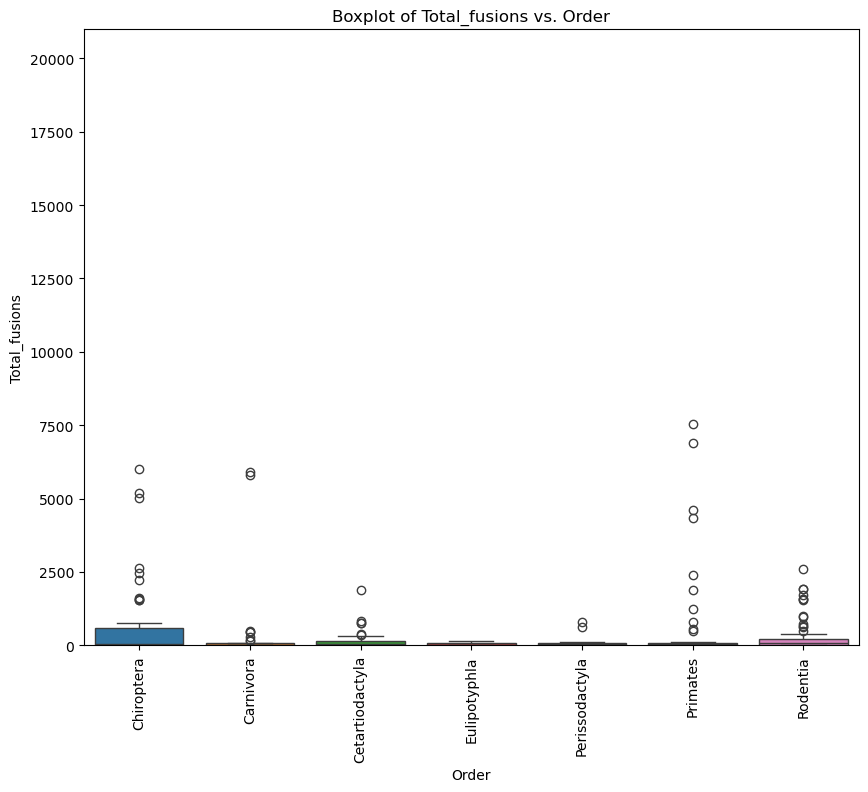 Boxplot of Total_fusions vs. Order
20000
17500
15000
12500
10000
7500
5000
2500
0
Total_fusions
Chiroptera
Carnivora
Cetartiodactyla
Eulipotyphla
Perissodactyla
Primates
Rodentia
Order